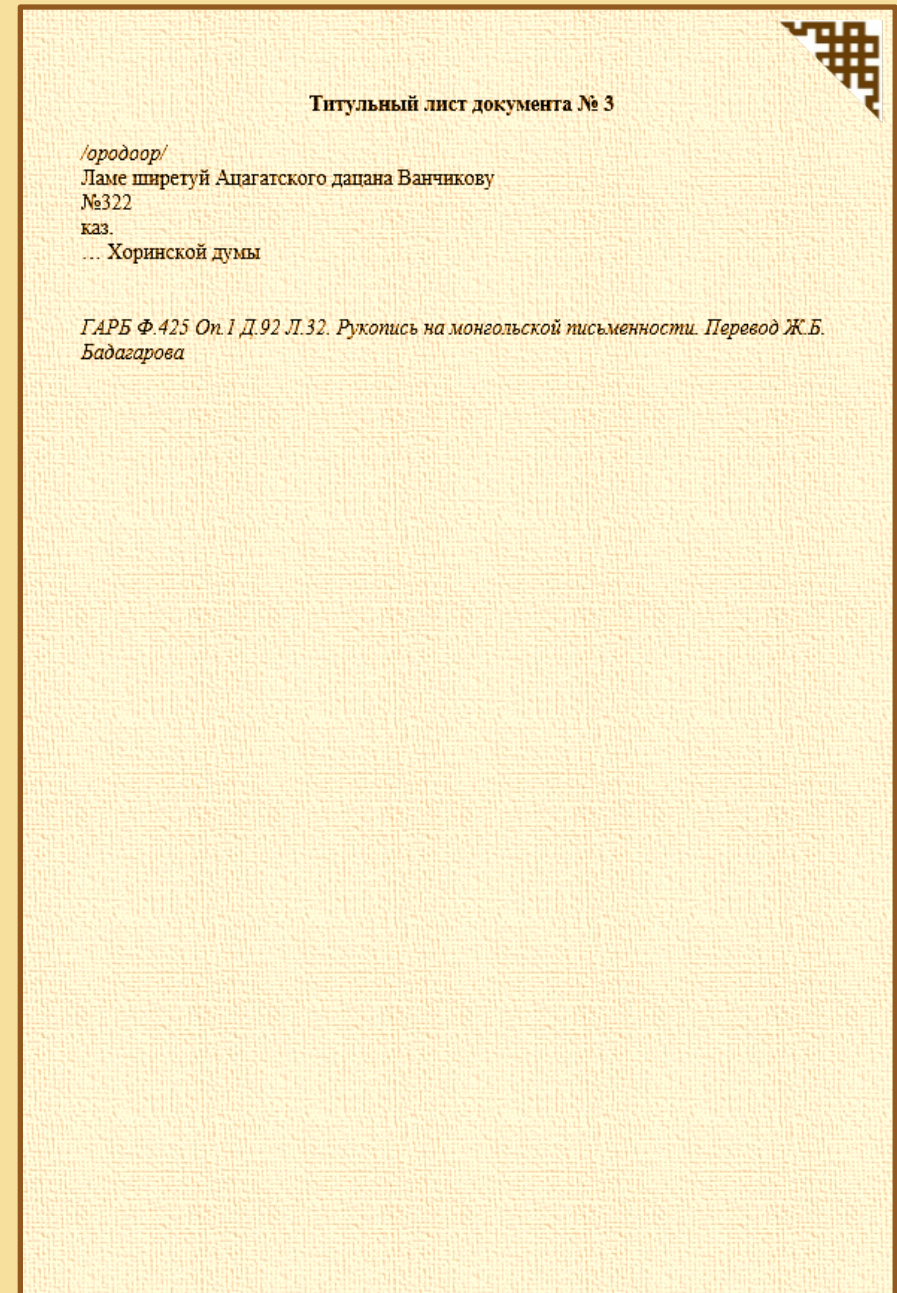 Титульный лист документа № 3
/ородоор/
Ламе ширетуй Ацагатского дацана Ванчикову
№322
каз.
… Хоринской думы
ГАРБ Ф.425 Оп.1 Д.92 Л.32. Рукопись на монгольской письменности. Перевод Ж.Б.
Бадагарова